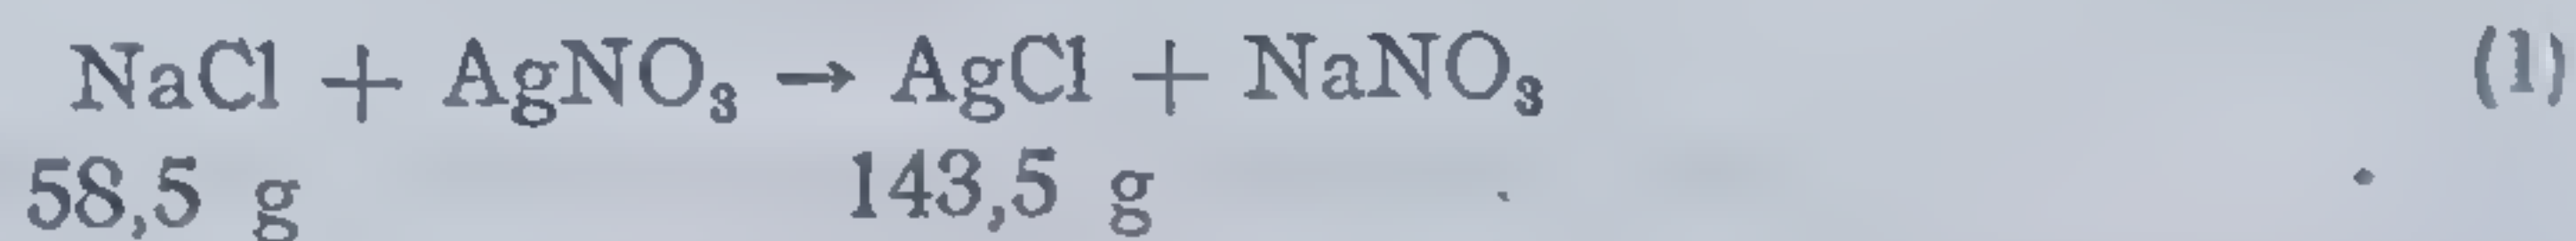 NaCl + AgNO₃ → AgCl + NaNO₃ (1)
58,5 g 143,5 g